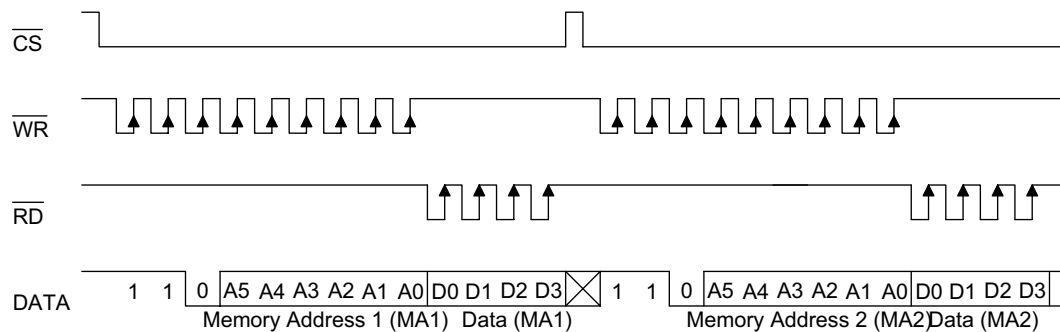 CS
WR
RD
DATA 1 1 0 A5 A4 A3 A2 A1 A0 D0 D1 D2 D3 1 1 0 A5 A4 A3 A2 A1 A0 D0 D1 D2 D3
Memory Address 1 (MA1) Data (MA1) Memory Address 2 (MA2) Data (MA2)